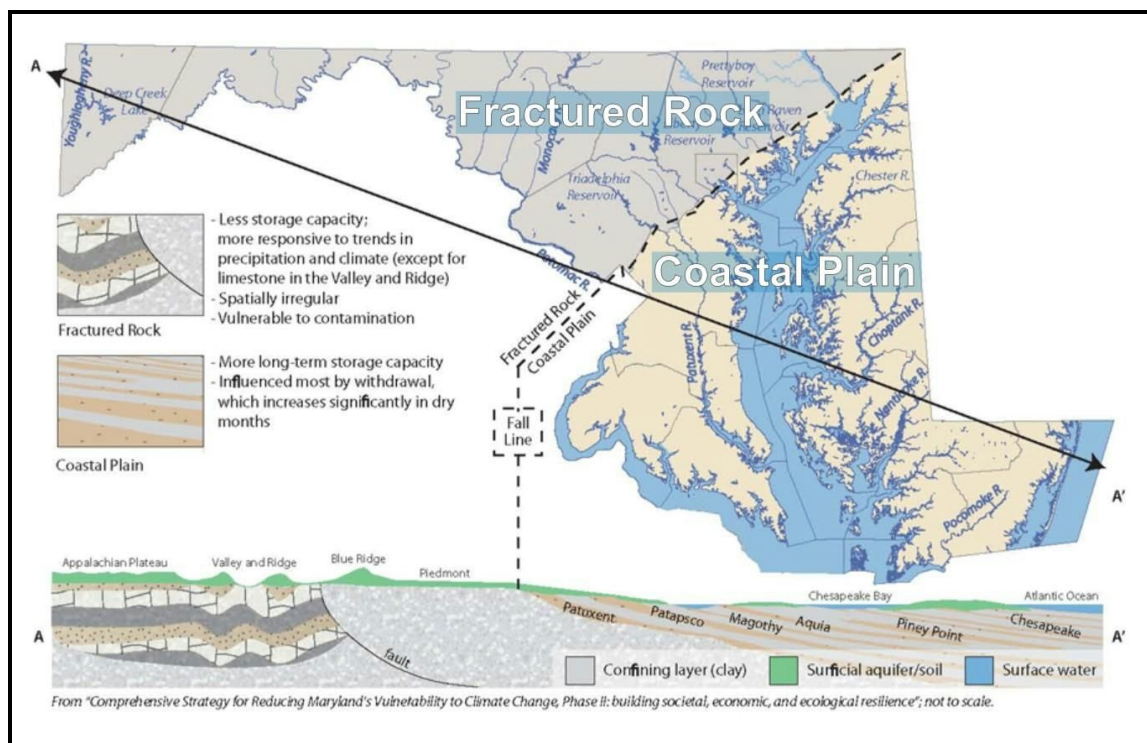 A
Youghiogheny R.
Deep Creek
Lake
Prettyboy
Reservoir
Fractured Rock
Monocac
Reservoir
Raven
Reservoir
Triadelphia
Reservoir
Chester R.
Potomac R.
Coastal Plain
Choptank R.
Patuxent R.
Nanticoke R.
Pocomoke R.
A'
Fractured Rock
Coastal Plain
Fall
Line
- Less storage capacity;
more responsive to trends in
precipitation and climate (except for
limestone in the Valley and Ridge)
- Spatially irregular
- Vulnerable to contamination
Fractured Rock
- More long-term storage capacity
- Influenced most by withdrawal,
which increases significantly in dry
months
Coastal Plain
Appalachian Plateau Valley and Ridge Blue Ridge Piedmont Chesapeake Bay Atlantic Ocean
Patuxent Patapsco Magothy Aquia Piney Point Chesapeake
A A'
fault
Confining layer (clay) Surficial aquifer/soil Surface water
From "Comprehensive Strategy for Reducing Maryland's Vulnetability to Climate Change, Phase II: building societal, economic, and ecological resilience"; not to scale.